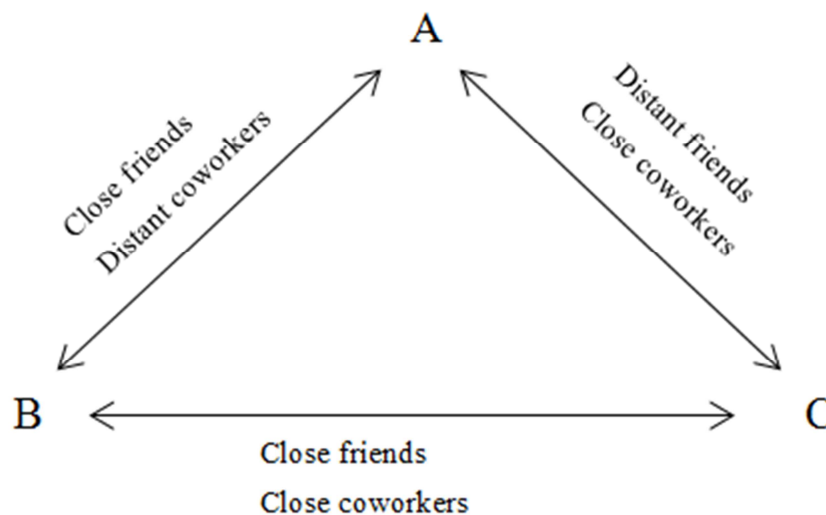 A
Close friends
Distant coworkers
Distant friends
Close coworkers
B
C
Close friends
Close coworkers